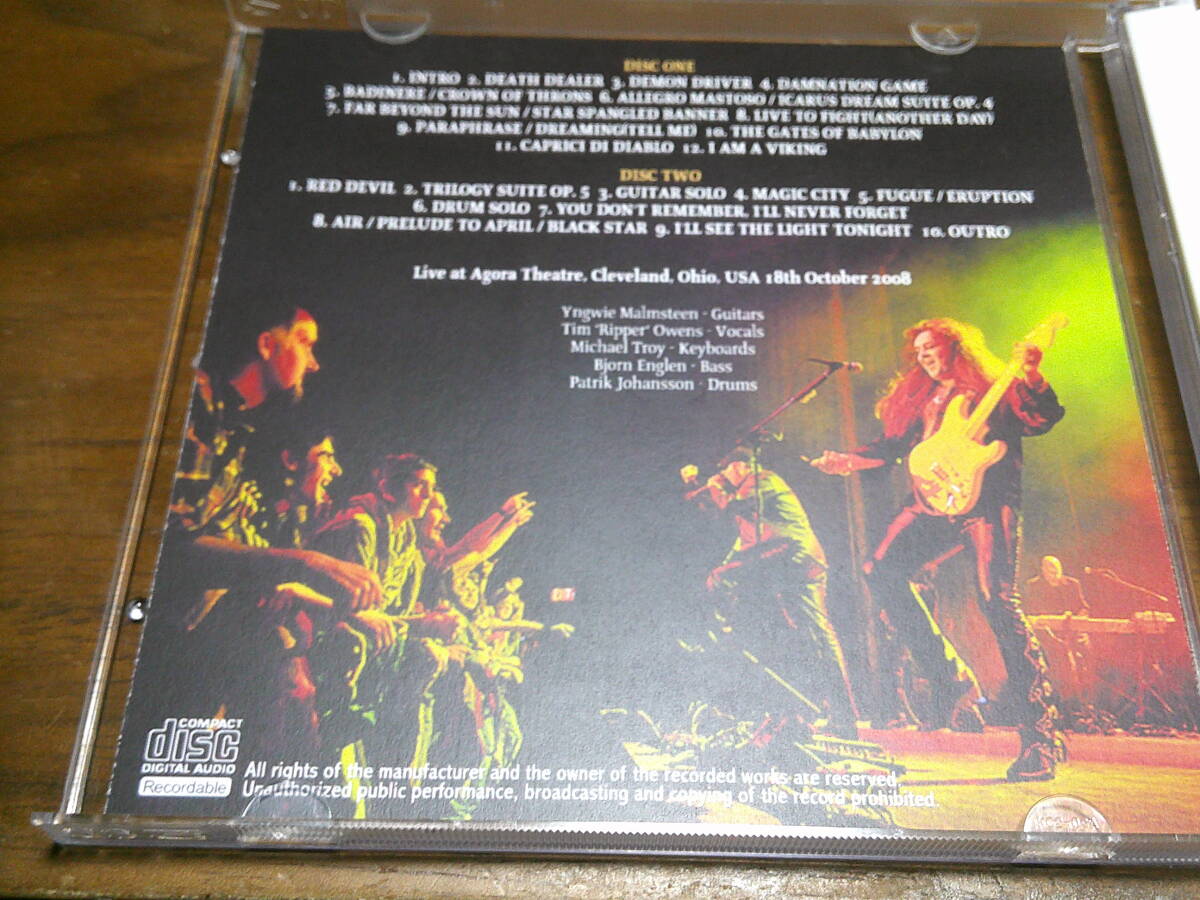 DISC ONE
1. INTRO 2. DEATH DEALER 3. DEMON DRIVER 4. DAMNATION GAME
5. BADINERE / CROWN OF THRONS 6. ALLEGRO MASTOSO / ICARUS DREAM SUITE OP. 4
7. FAR BEYOND THE SUN / STAR SPANGLED BANNER 8. LIVE TO FIGHT(ANOTHER DAY)
9. PARAPHRASE / DREAMING(TELL ME) 10. THE GATES OF BABYLON
11. CAPRICI DI DIABLO 12. I AM A VIKING
DISC TWO
1. RED DEVIL 2. TRILOGY SUITE OP. 5 3. GUITAR SOLO 4. MAGIC CITY 5. FUGUE / ERUPTION
6. DRUM SOLO 7. YOU DON'T REMEMBER, I'LL NEVER FORGET
8. AIR / PRELUDE TO APRIL / BLACK STAR 9. I'LL SEE THE LIGHT TONIGHT 10. OUTRO
Live at Agora Theatre, Cleveland, Ohio, USA 18th October 2008
Yngwie Malmsteen - Guitars
Tim 'Ripper' Owens - Vocals
Michael Troy - Keyboards
Bjorn Englen - Bass
Patrik Johansson - Drums
COMPACT
disc
DIGITAL AUDIO
Recordable
All rights of the manufacturer and the owner of the recorded works are reserved.
Unauthorized public performance, broadcasting and copying of the record prohibited.